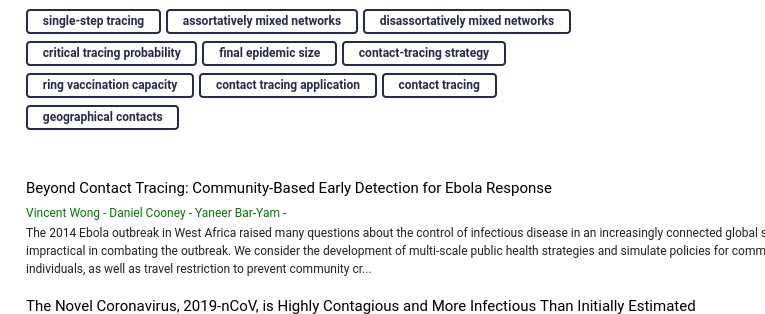 single-step tracing assortatively mixed networks disassortatively mixed networks
critical tracing probability final epidemic size contact-tracing strategy
ring vaccination capacity contact tracing application contact tracing
geographical contacts
Beyond Contact Tracing: Community-Based Early Detection for Ebola Response
Vincent Wong - Daniel Cooney - Yaneer Bar-Yam -
The 2014 Ebola outbreak in West Africa raised many questions about the control of infectious disease in an increasingly connected global s
impractical in combating the outbreak. We consider the development of multi-scale public health strategies and simulate policies for comm
individuals, as well as travel restriction to prevent community cr...
The Novel Coronavirus, 2019-nCoV, is Highly Contagious and More Infectious Than Initially Estimated